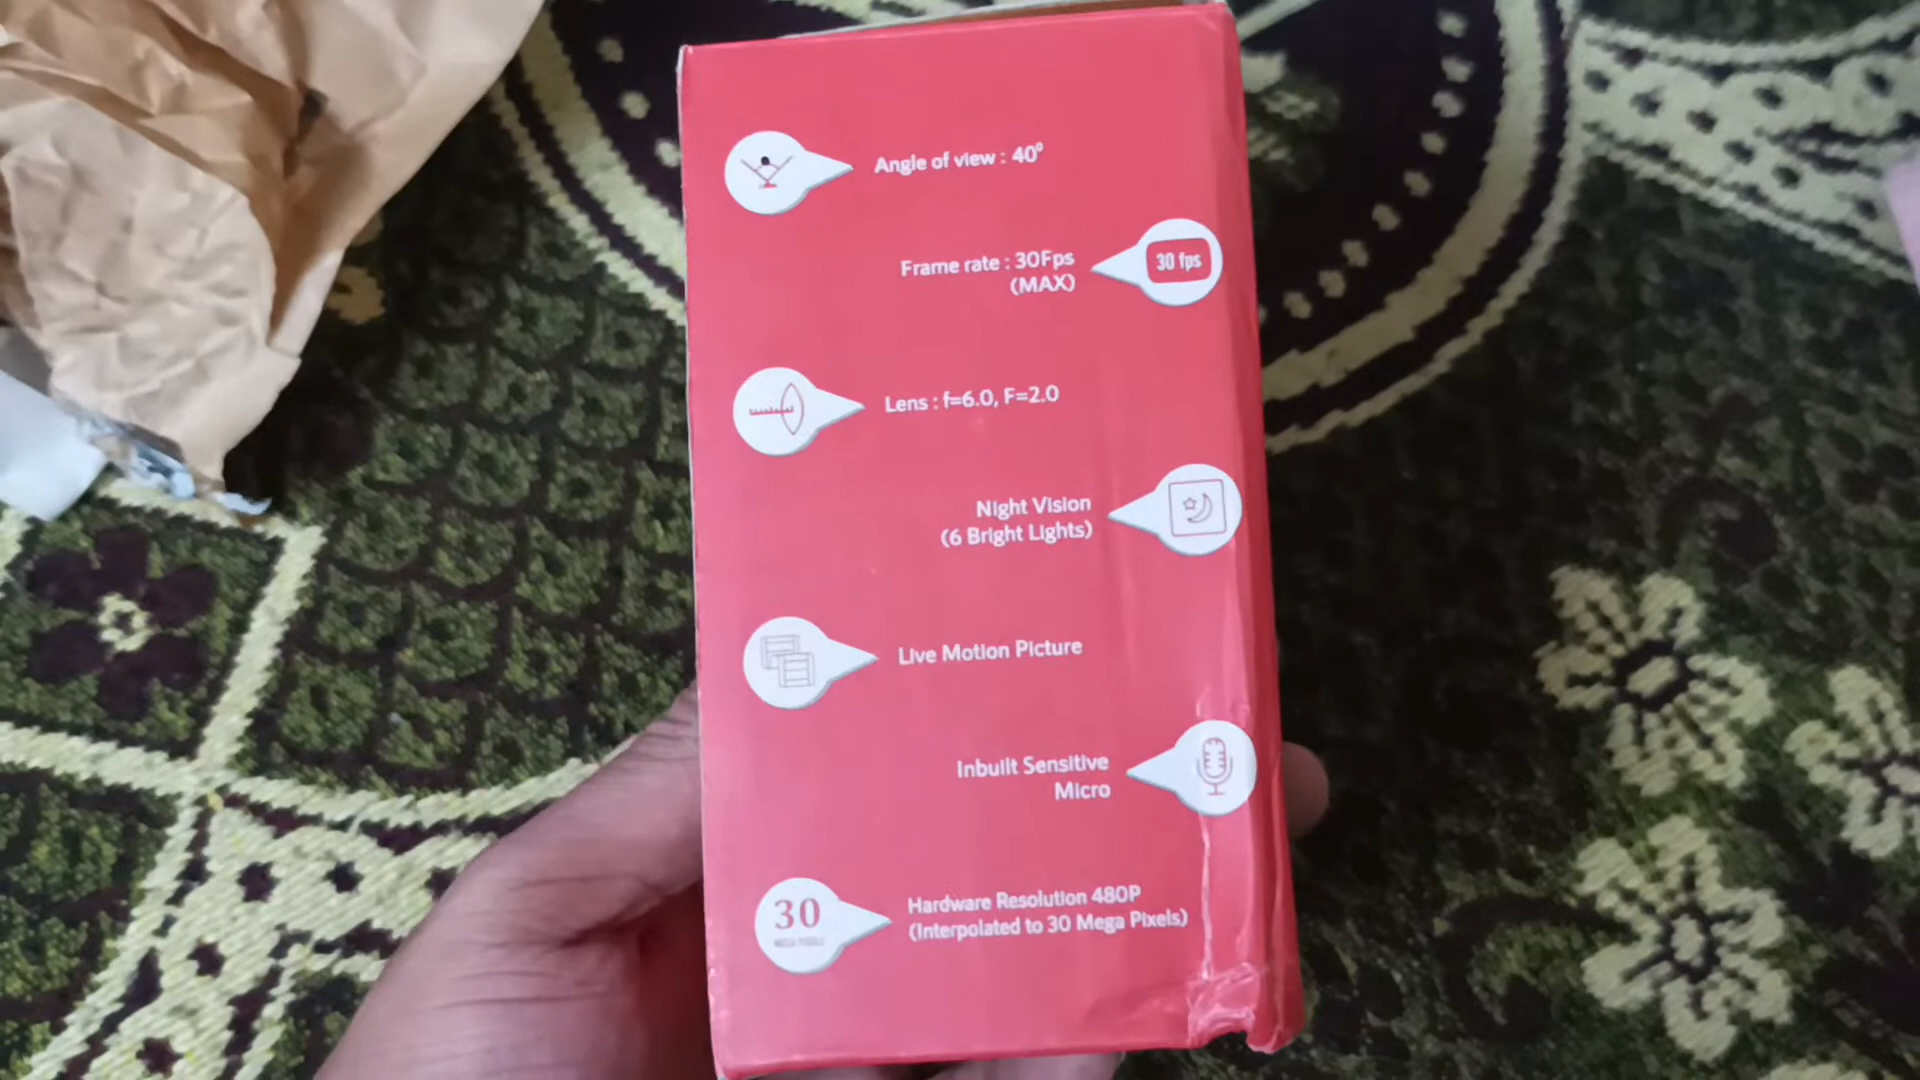 Angle of view : 40⁰
Frame rate : 30Fps
(MAX)
30 fps
Lens : f=6.0, F=2.0
Night Vision
(6 Bright Lights)
Live Motion Picture
Inbuilt Sensitive
Micro
30
Hardware Resolution 480P
(Interpolated to 30 Mega Pixels)